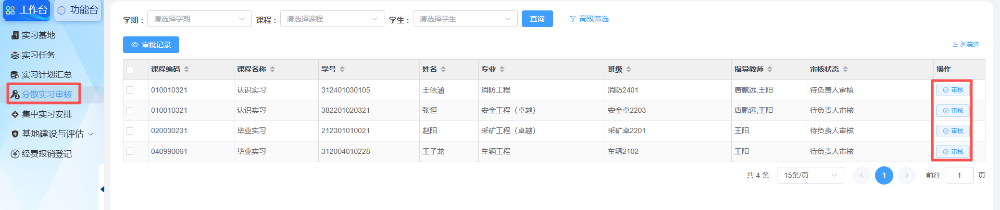 工作台 功能台
实习基地
实习任务
实习计划汇总
分散实习审核
集中实习安排
基地建设与评估
经费报销登记
学期： 请选择学期 课程： 请选择课程 学生： 请选择学生 查询 高级筛选
审批记录 列筛选
课程编码 课程名称 学号 姓名 专业 班级 指导教师 审核状态 操作
010010321 认识实习 312401030105 王依涵 消防工程 消防2401 唐鹏远,王阳 待负责人审核 审核
010010321 认识实习 382201020321 张恒 安全工程（卓越） 安全卓2203 唐鹏远,王阳 待负责人审核 审核
020030231 毕业实习 212301010021 赵阳 采矿工程（卓越） 采矿卓2201 王阳 待负责人审核 审核
040990061 毕业实习 312004010228 王子龙 车辆工程 车辆2102 王阳 待负责人审核 审核
共 4 条 15条/页 1 前往 1 页